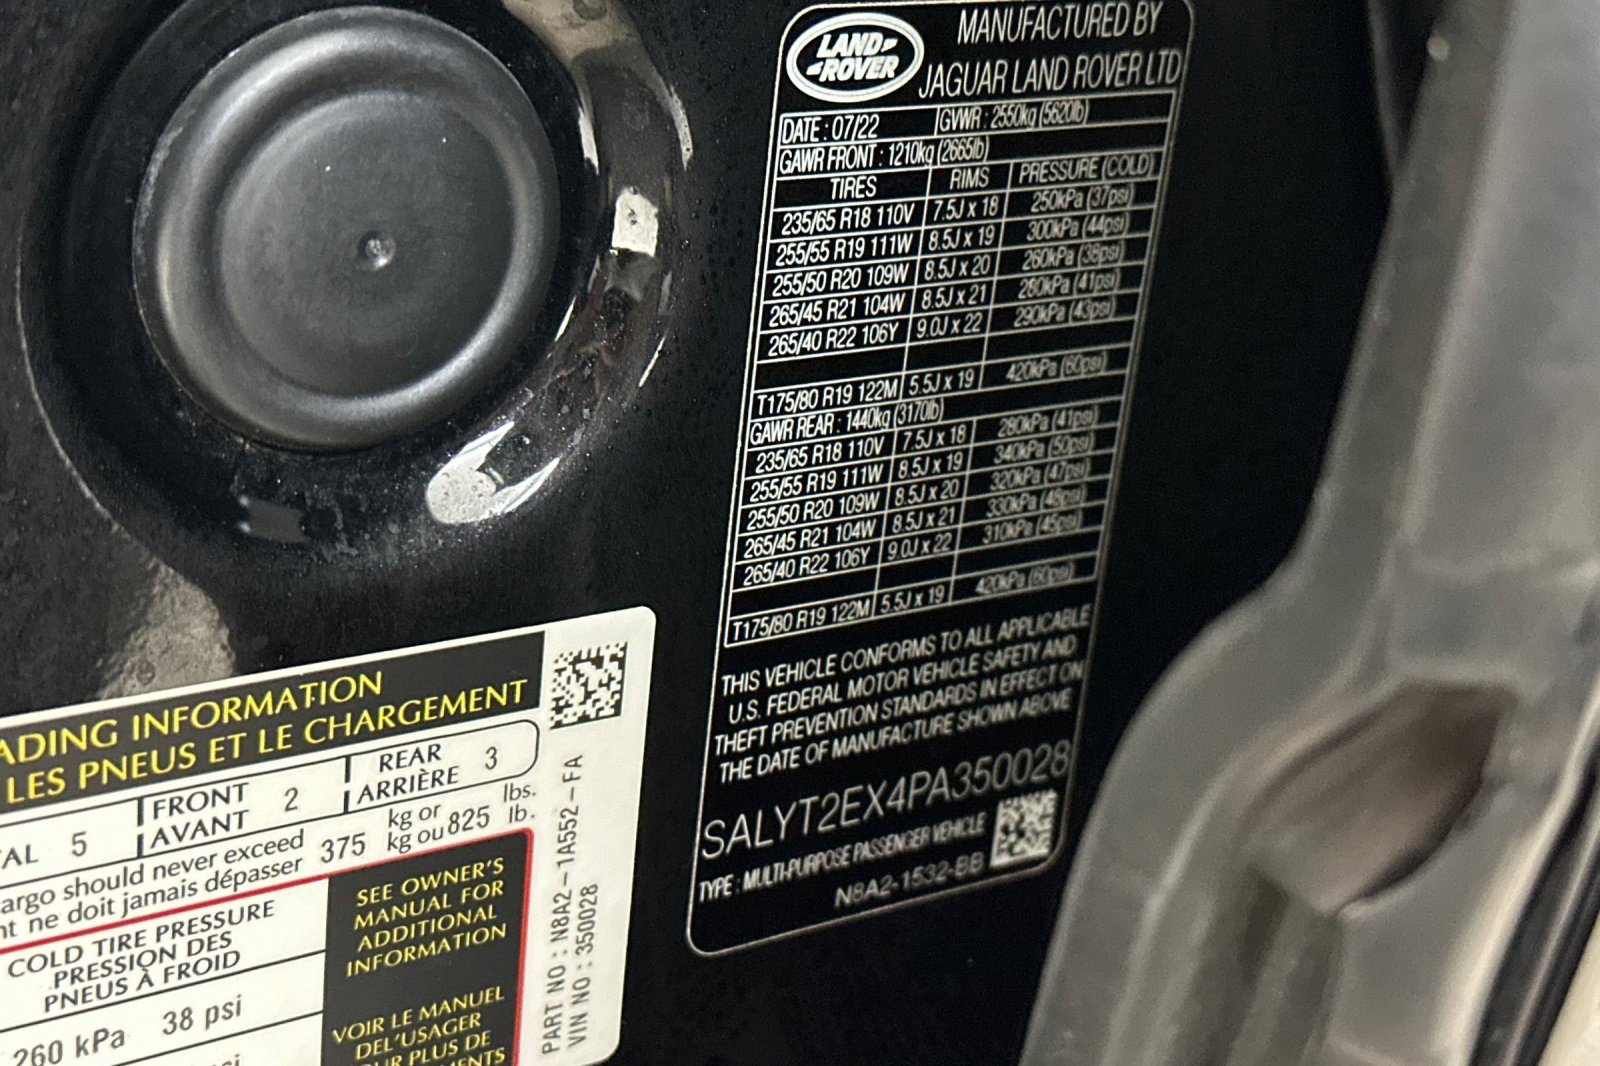 LAND ROVER
MANUFACTURED BY
JAGUAR LAND ROVER LTD
DATE : 07/22 GVWR : 2550kg (5620lb)
GAWR FRONT : 1210kg (2665lb)
TIRES RIMS PRESSURE (COLD)
235/65 R18 110V 7.5J x 18 250kPa (37psi)
255/55 R19 111W 8.5J x 19 300kPa (44psi)
255/50 R20 109W 8.5J x 20 260kPa (38psi)
265/45 R21 104W 8.5J x 21 280kPa (41psi)
265/40 R22 106Y 9.0J x 22 290kPa (43psi)
T175/80 R19 122M 5.5J x 19 420kPa (60psi)
GAWR REAR : 1440kg (3170lb)
235/65 R18 110V 7.5J x 18 280kPa (41psi)
255/55 R19 111W 8.5J x 19 340kPa (50psi)
255/50 R20 109W 8.5J x 20 320kPa (47psi)
265/45 R21 104W 8.5J x 21 330kPa (48psi)
265/40 R22 106Y 9.0J x 22 310kPa (45psi)
T175/80 R19 122M 5.5J x 19 420kPa (60psi)
THIS VEHICLE CONFORMS TO ALL APPLICABLE
U.S. FEDERAL MOTOR VEHICLE SAFETY AND
THEFT PREVENTION STANDARDS IN EFFECT ON
THE DATE OF MANUFACTURE SHOWN ABOVE
SALYT2EX4PA350028
TYPE : MULTI-PURPOSE PASSENGER VEHICLE
N8A2-1532-BB
ADING INFORMATION
LES PNEUS ET LE CHARGEMENT
AL 5 FRONT AVANT 2 REAR ARRIÈRE 3
argo should never exceed 375 kg or 825 lbs.
nt ne doit jamais dépasser kg ou lb.
COLD TIRE PRESSURE
PRESSION DES
PNEUS À FROID
260 kPa 38 psi
si
SEE OWNER'S
MANUAL FOR
ADDITIONAL
INFORMATION
VOIR LE MANUEL
DEL'USAGER
UR PLUS DE
MENTS
PART NO : N8A2-1A552-FA
VIN NO : 350028